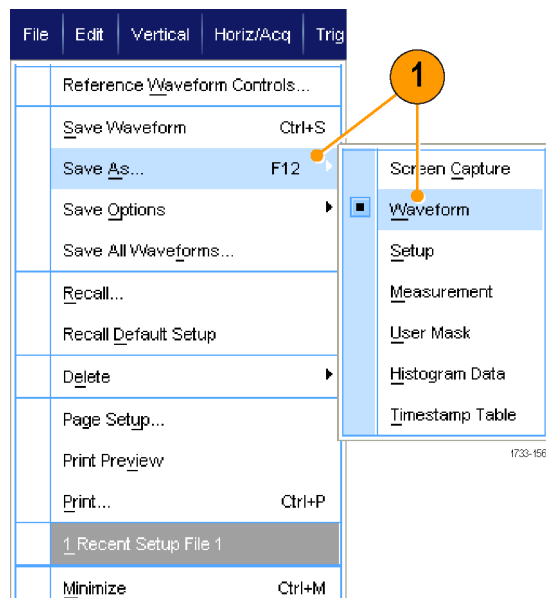 File Edit Vertical Horiz/Acq Trig
1
Reference Waveform Controls...
Save Waveform Ctrl+S
Save As... F12
Save Options
Save All Waveforms...
Recall...
Recall Default Setup
Delete
Page Setup...
Print Preview
Print... Ctrl+P
1 Recent Setup File 1
Minimize Ctrl+M
Screen Capture
Waveform
Setup
Measurement
User Mask
Histogram Data
Timestamp Table
1733-156